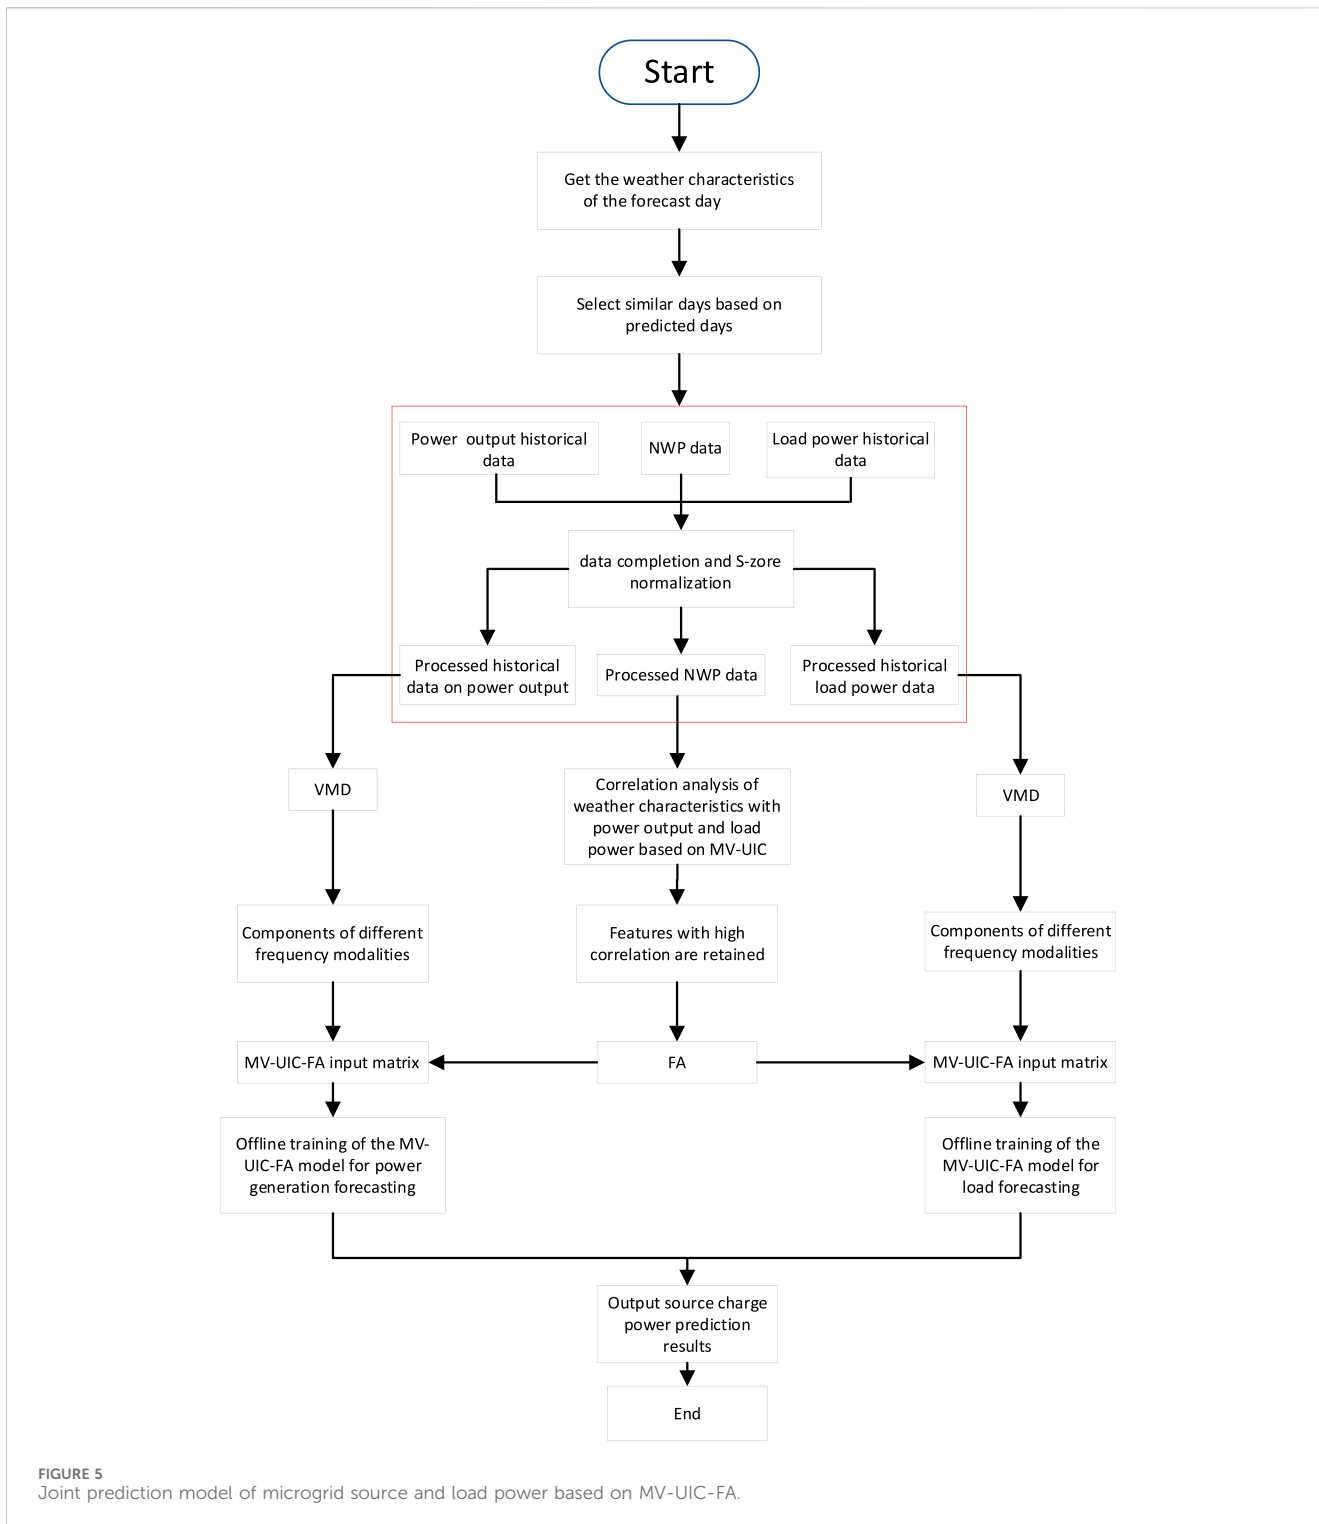 Start
Get the weather characteristics
of the forecast day
Select similar days based on
predicted days
Power output historical
data
NWP data
Load power historical
data
data completion and S-zore
normalization
Processed historical
data on power output
Processed NWP data
Processed historical
load power data
VMD
Correlation analysis of
weather characteristics with
power output and load
power based on MV-UIC
VMD
Components of different
frequency modalities
Features with high
correlation are retained
Components of different
frequency modalities
MV-UIC-FA input matrix
FA
MV-UIC-FA input matrix
Offline training of the MV-
UIC-FA model for power
generation forecasting
Offline training of the
MV-UIC-FA model for
load forecasting
Output source charge
power prediction
results
End
FIGURE 5
Joint prediction model of microgrid source and load power based on MV-UIC-FA.